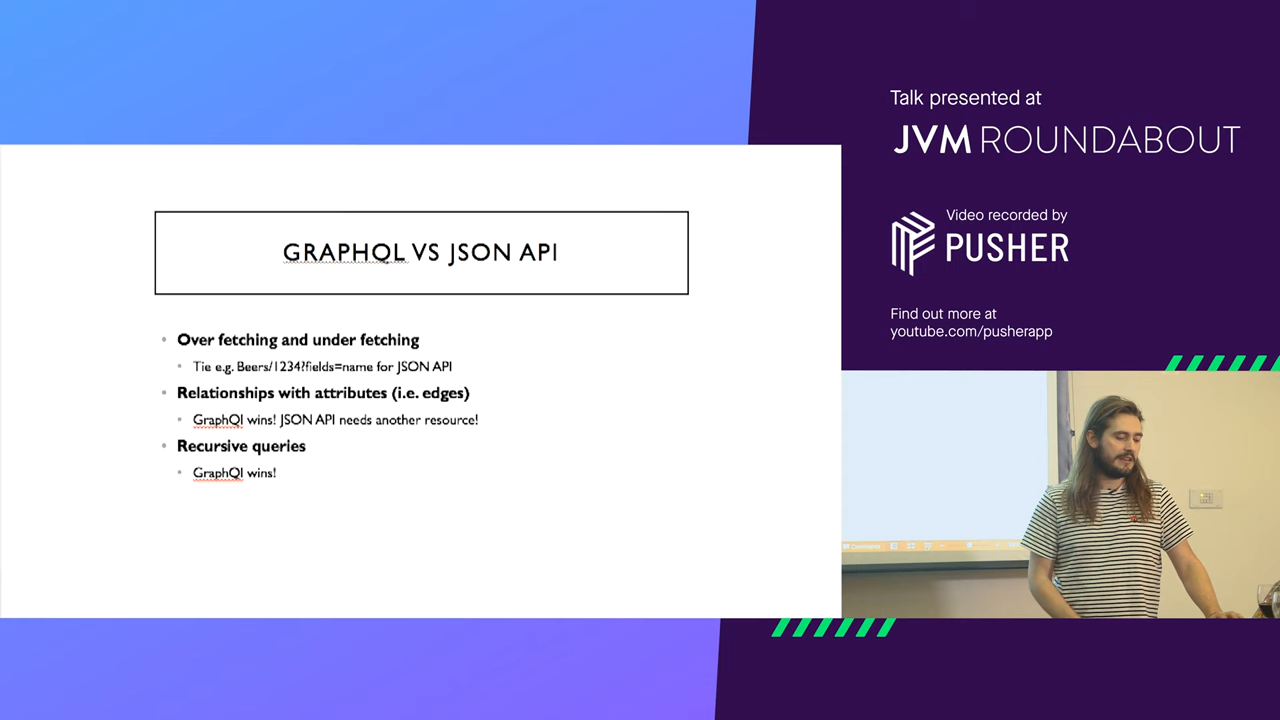 GRAPHQL VS JSON API
• Over fetching and under fetching
• Tie e.g. Beers/1234?fields=name for JSON API
• Relationships with attributes (i.e. edges)
• GraphQl wins! JSON API needs another resource!
• Recursive queries
• GraphQl wins!
Talk presented at
JVM ROUNDABOUT
Video recorded by
PUSHER
Find out more at
youtube.com/pusherapp